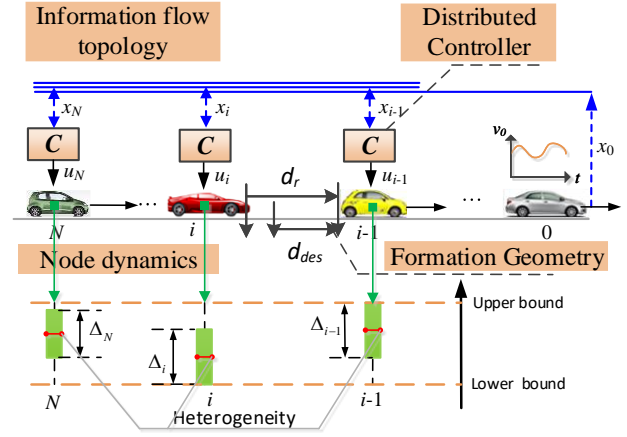 Information flow
topology
Distributed
Controller
x_N
x_i
x_{i-1}
x_0
v_0
t
C
C
C
u_N
u_i
u_{i-1}
d_r
...
...
N
i
i-1
0
d_des
Node dynamics
Formation Geometry
Upper bound
Δ_N
Δ_i
Δ_{i−1}
Lower bound
N
i
i-1
Heterogeneity